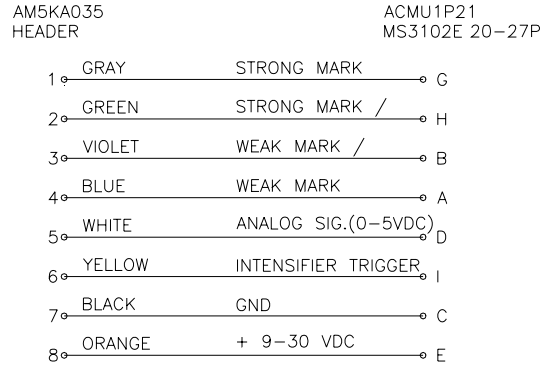 AM5KA035 ACMU1P21
HEADER MS3102E 20-27P
1 GRAY STRONG MARK G
2 GREEN STRONG MARK / H
3 VIOLET WEAK MARK / B
4 BLUE WEAK MARK A
5 WHITE ANALOG SIG.(0-5VDC) D
6 YELLOW INTENSIFIER TRIGGER I
7 BLACK GND C
8 ORANGE + 9-30 VDC E